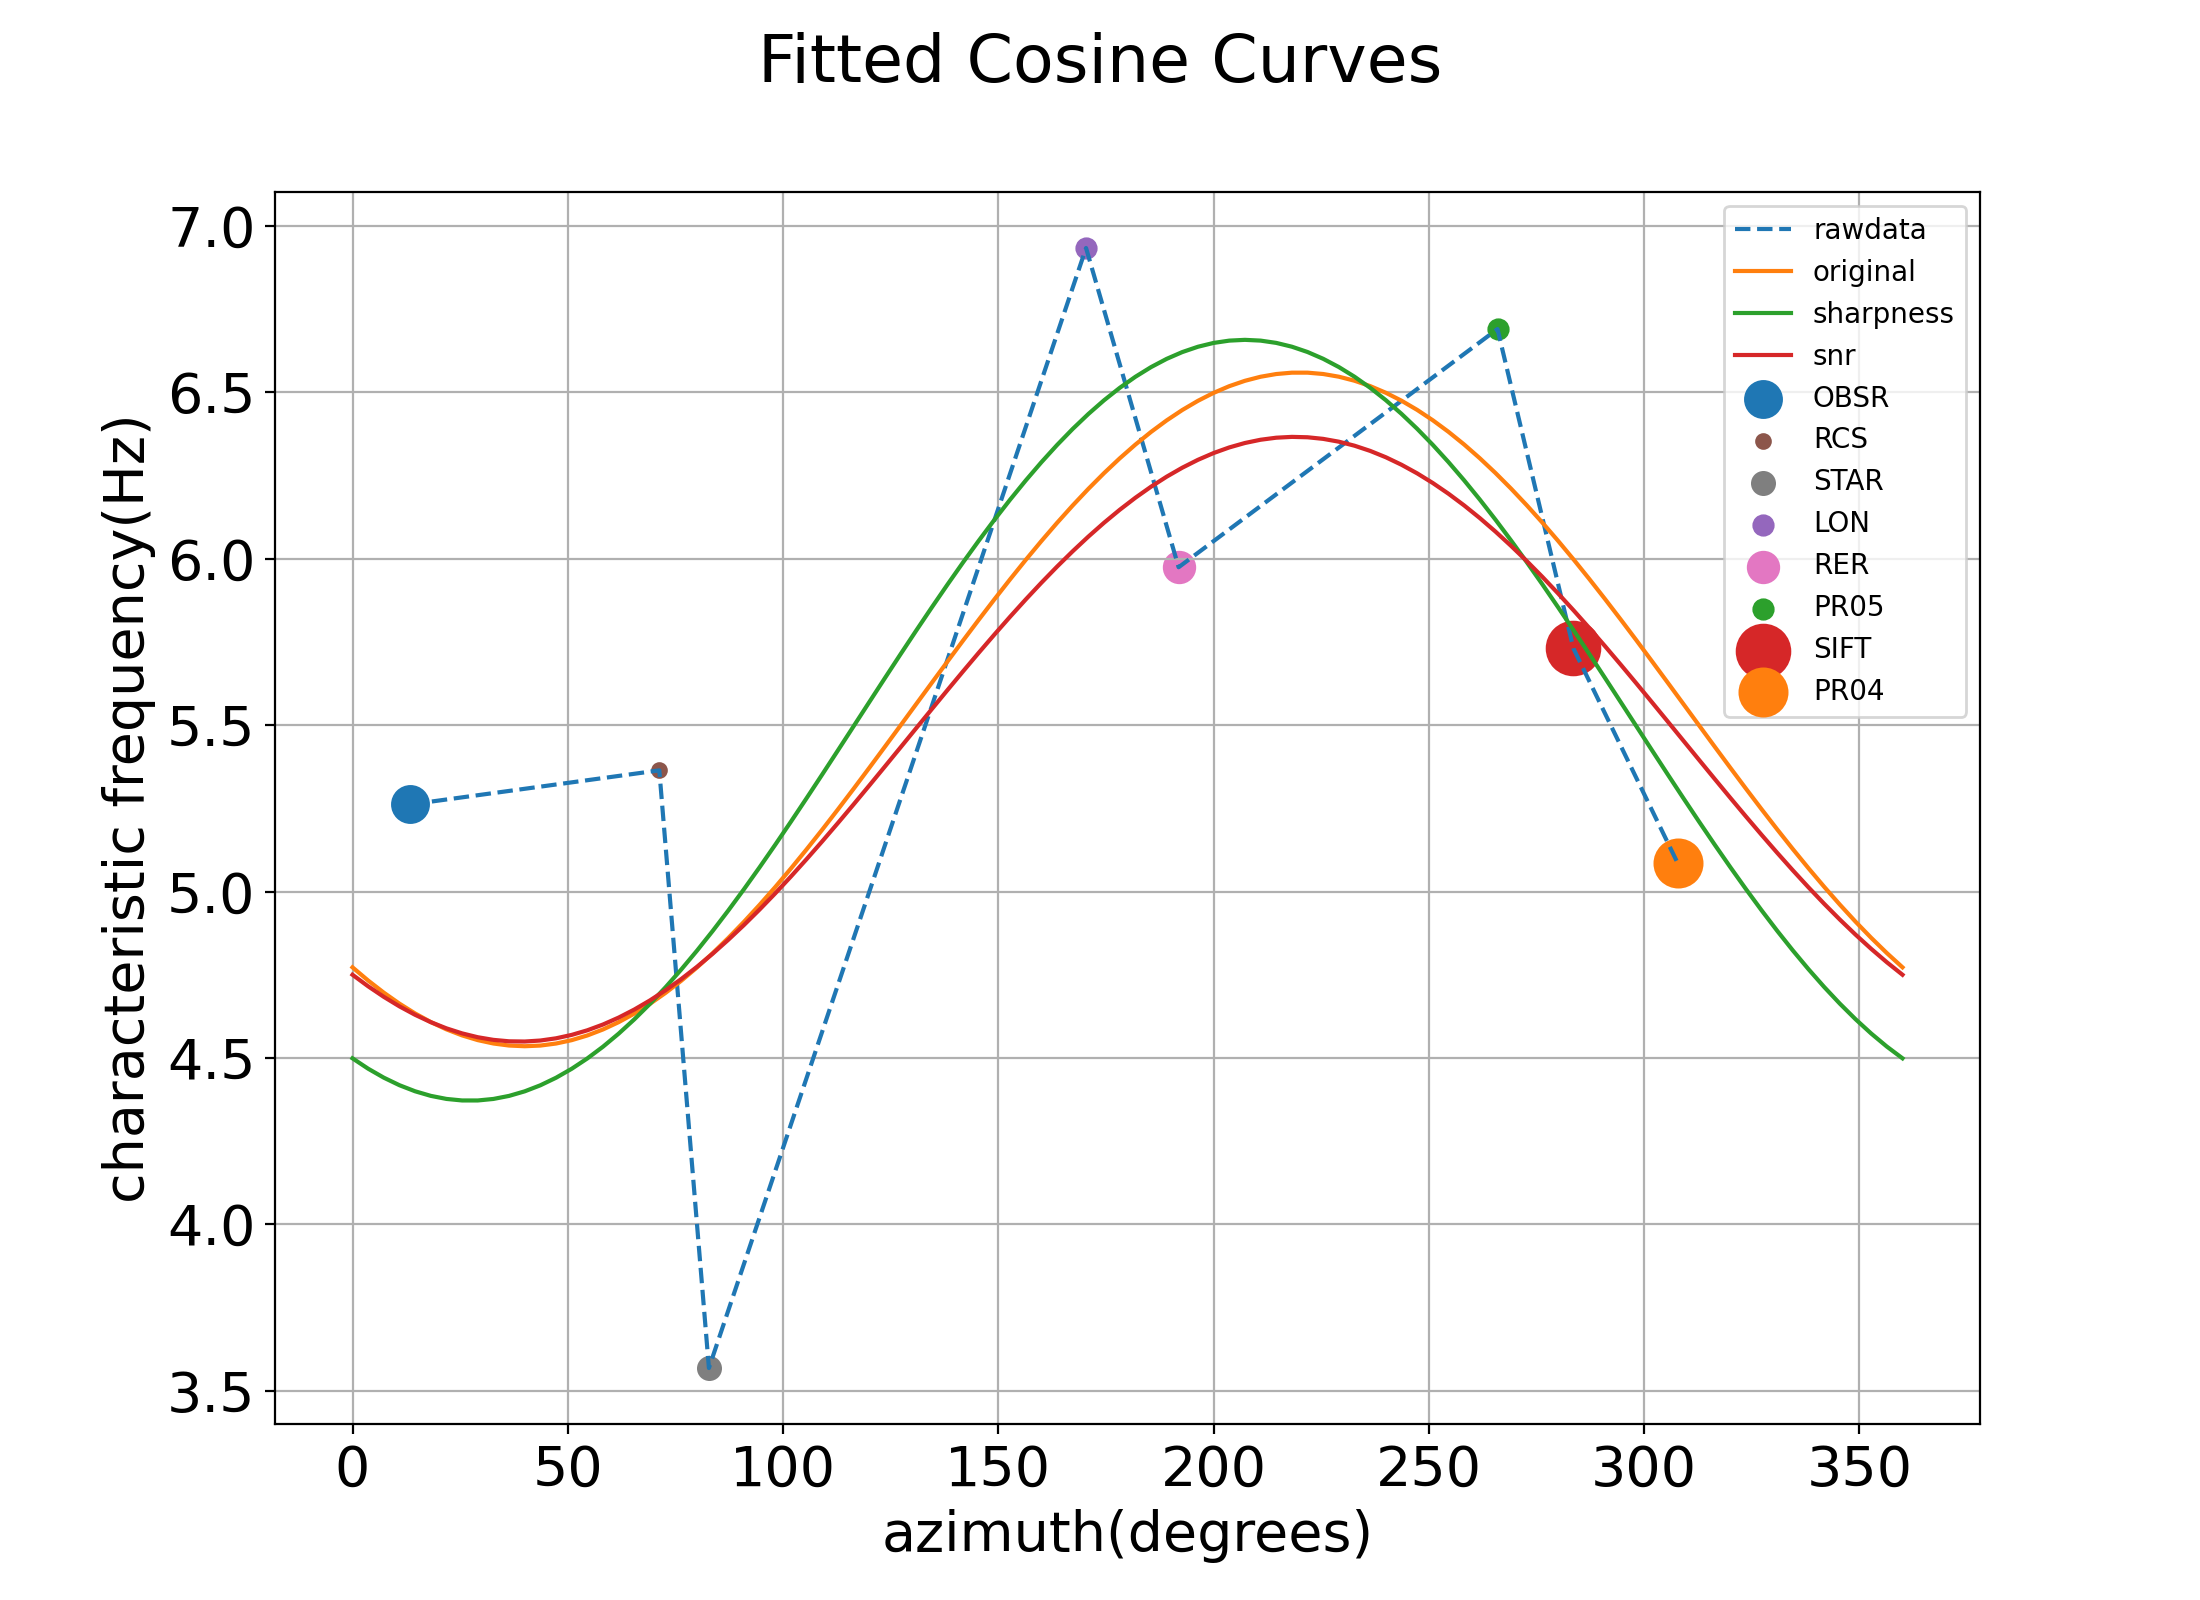 Fitted Cosine Curves
7.0
6.5
6.0
5.5
5.0
4.5
4.0
3.5
characteristic frequency(Hz)
rawdata
original
sharpness
snr
OBSR
RCS
STAR
LON
RER
PR05
SIFT
PR04
0 50 100 150 200 250 300 350
azimuth(degrees)